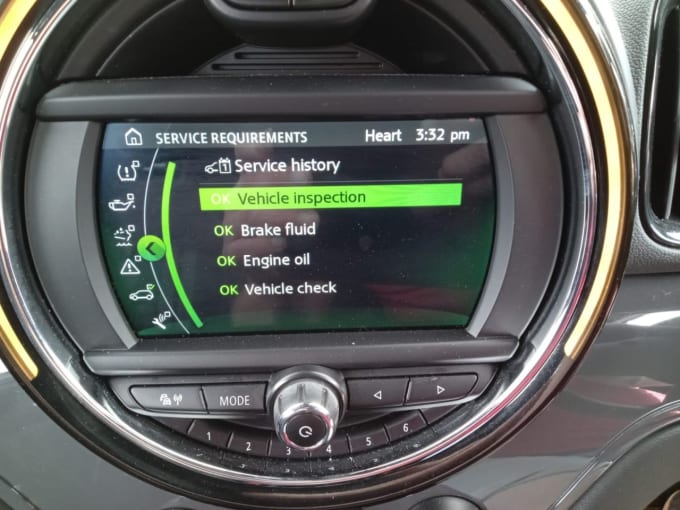 SERVICE REQUIREMENTS Heart 3:32 pm
Service history
OK Vehicle inspection
OK Brake fluid
OK Engine oil
OK Vehicle check
MODE
1 2 3 4 5 6